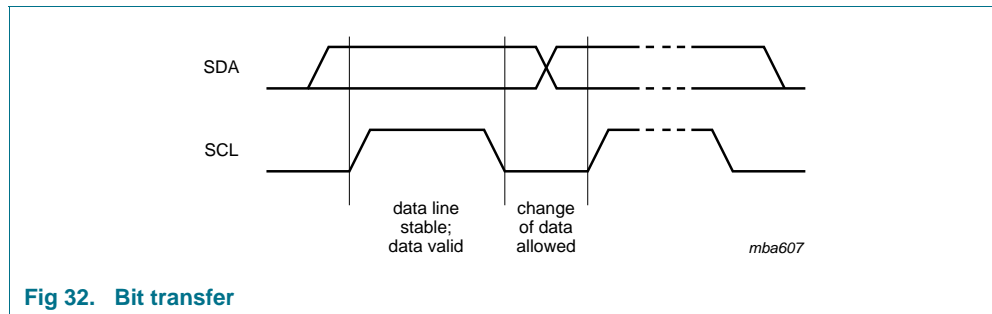 SDA
SCL
data line
stable;
data valid
change
of data
allowed
mba607
Fig 32. Bit transfer